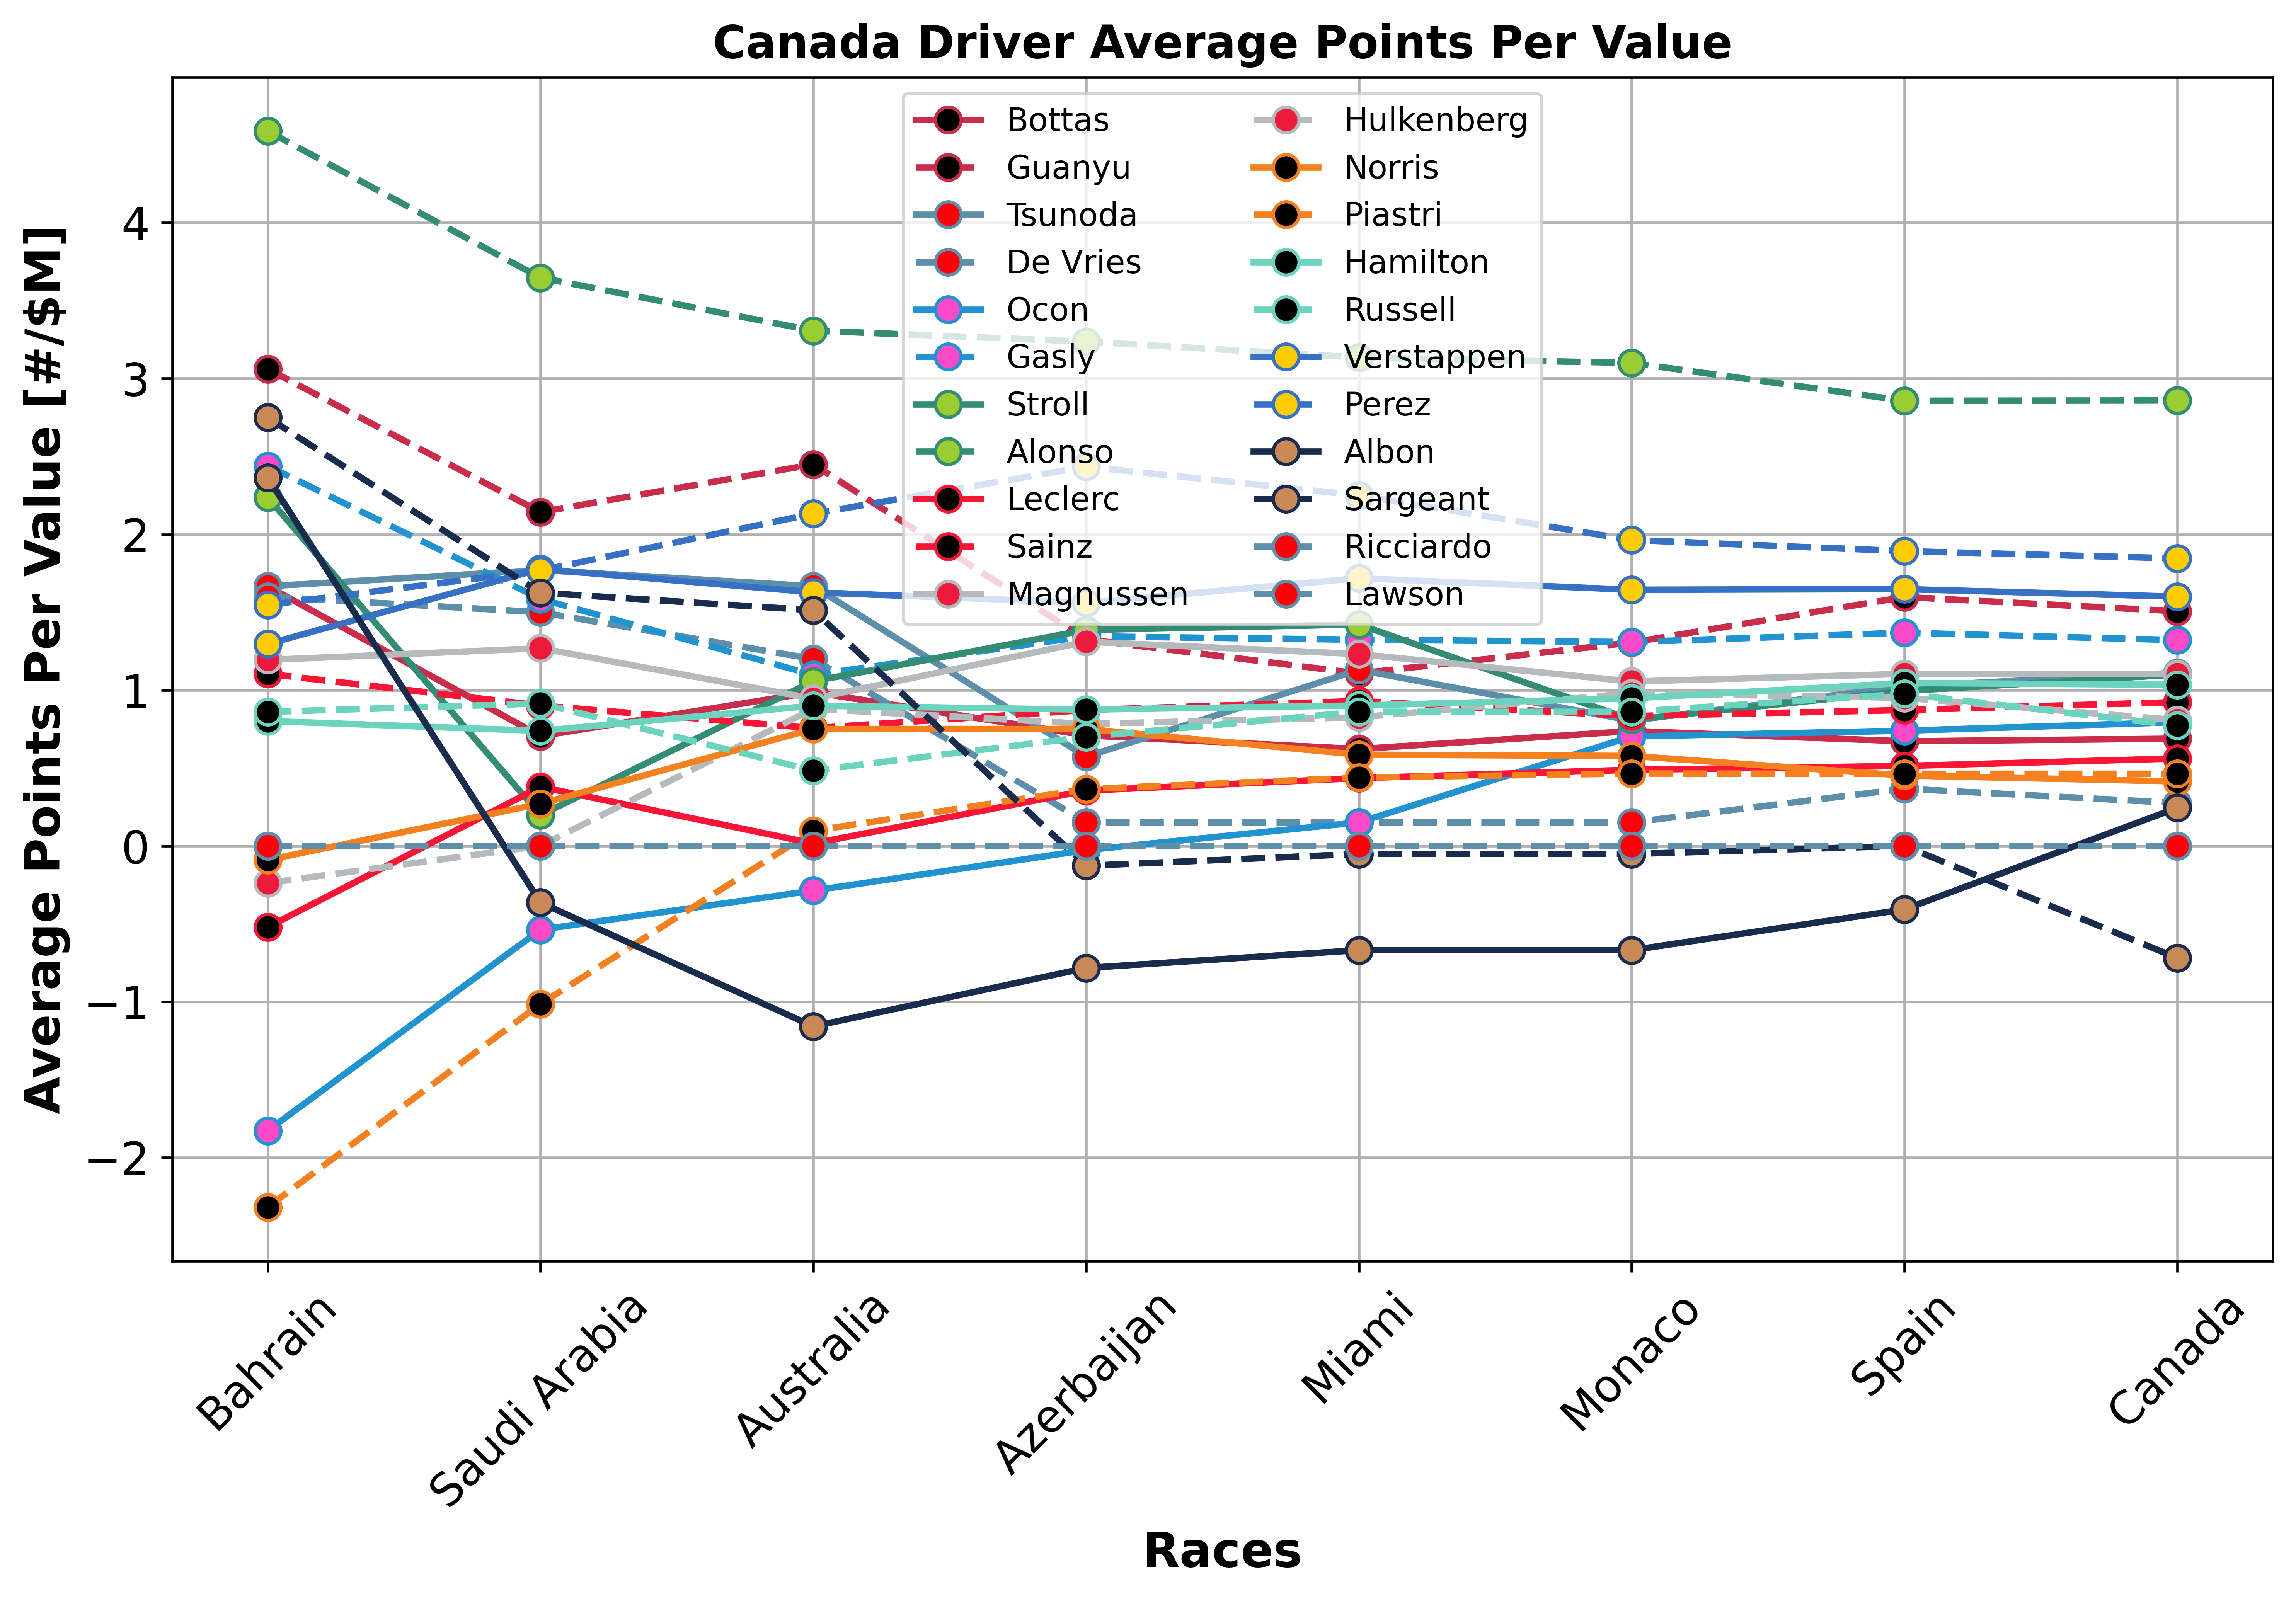 Canada Driver Average Points Per Value
Average Points Per Value [#/$M]
4
3
2
1
0
−1
−2
Bottas
Guanyu
Tsunoda
De Vries
Ocon
Gasly
Stroll
Alonso
Leclerc
Sainz
Magnussen
Hulkenberg
Norris
Piastri
Hamilton
Russell
Verstappen
Perez
Albon
Sargeant
Ricciardo
Lawson
Bahrain
Saudi Arabia
Australia
Azerbaijan
Miami
Monaco
Spain
Canada
Races